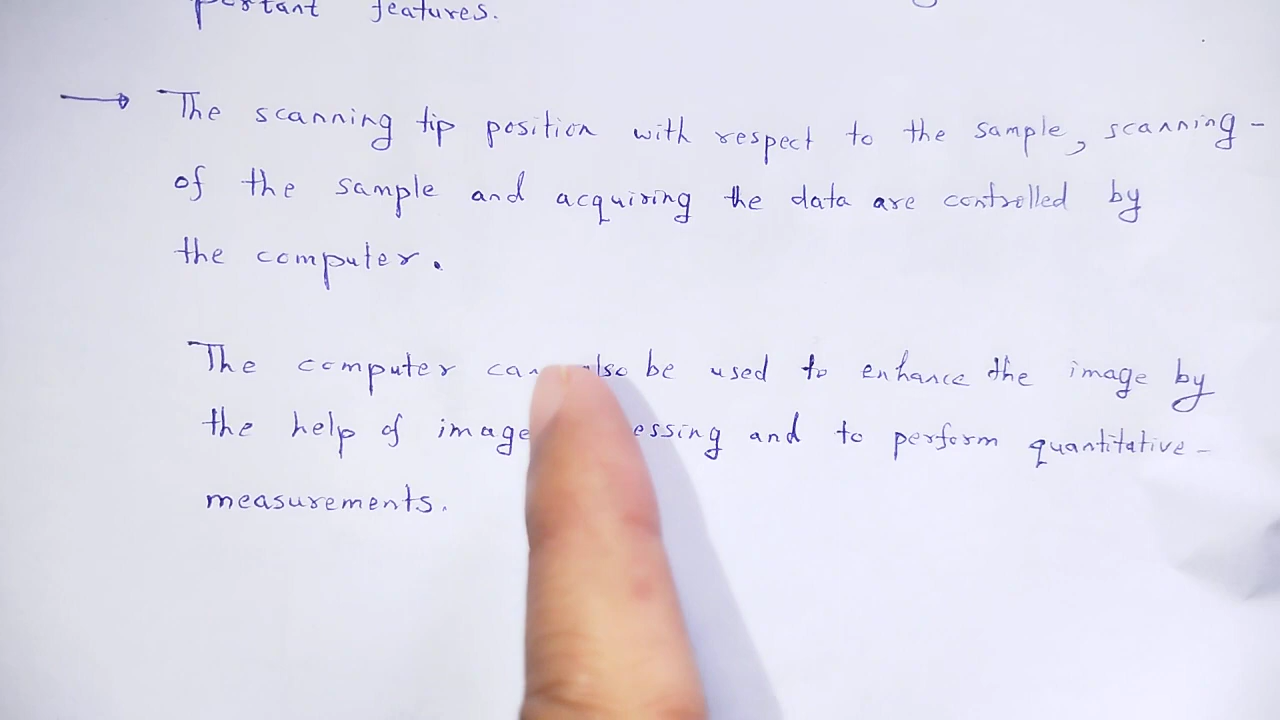 portant features.
→ The scanning tip position with respect to the sample, scanning -
of the sample and acquiring the data are controlled by
the computer.
The computer can also be used to enhance the image by
the help of image essing and to perform quantitative -
measurements.